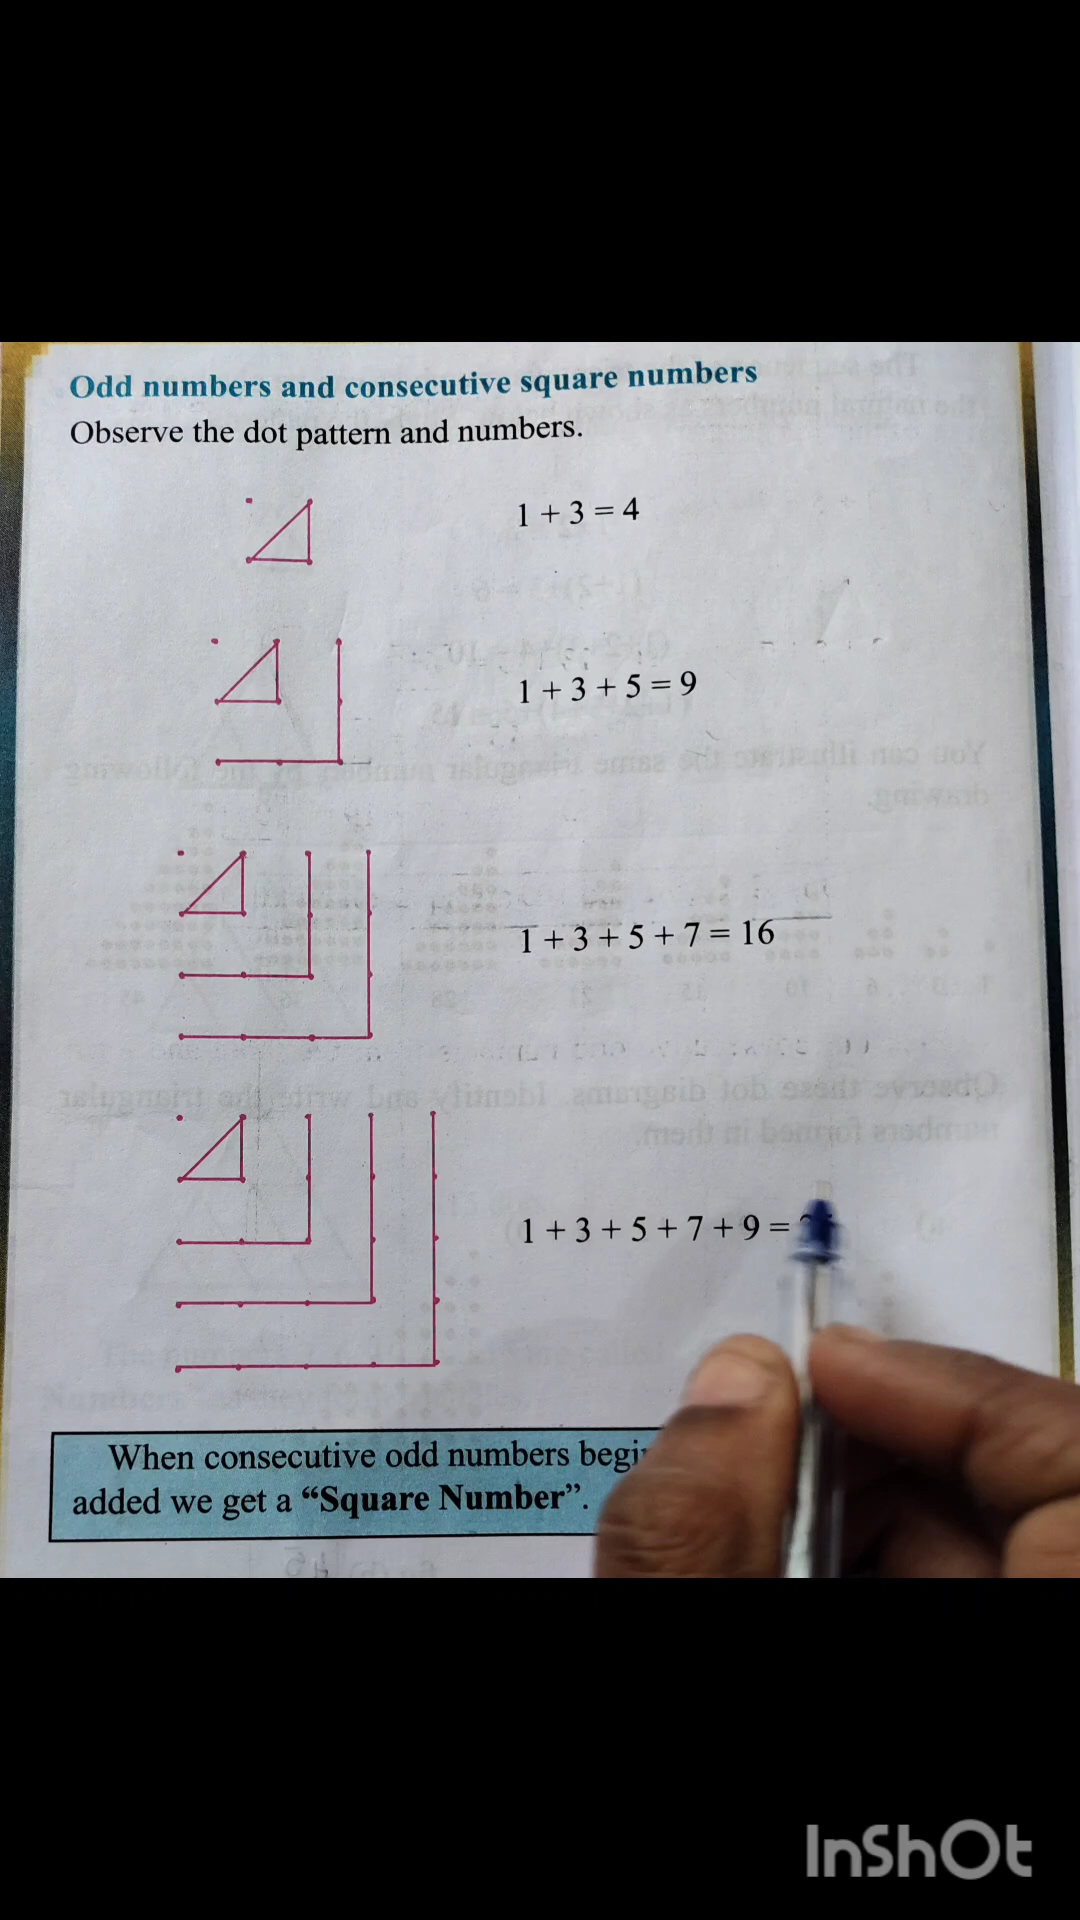 Odd numbers and consecutive square numbers
Observe the dot pattern and numbers.
1 + 3 = 4
1 + 3 + 5 = 9
1 + 3 + 5 + 7 = 16
1 + 3 + 5 + 7 + 9 =
When consecutive odd numbers
added we get a “Square Number”.
InShOt